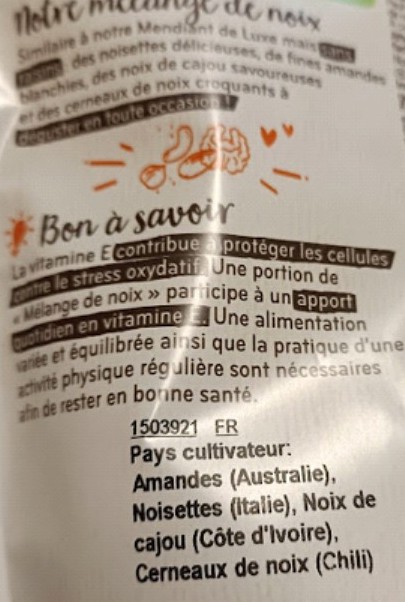 Notre mélange de noix
Similaire à notre Mendiant de Luxe mais sans
raisins des noisettes délicieuses, de fines amandes
blanchies, des noix de cajou savoureuses
et des cerneaux de noix croquants à
déguster en toute occasion !
Bon à savoir
La vitamine E contribue à protéger les cellules
contre le stress oxydatif. Une portion de
« Mélange de noix » participe à un apport
quotidien en vitamine E. Une alimentation
variée et équilibrée ainsi que la pratique d'une
activité physique régulière sont nécessaires
afin de rester en bonne santé.
1503921 FR
Pays cultivateur:
Amandes (Australie),
Noisettes (Italie), Noix de
cajou (Côte d'Ivoire),
Cerneaux de noix (Chili)